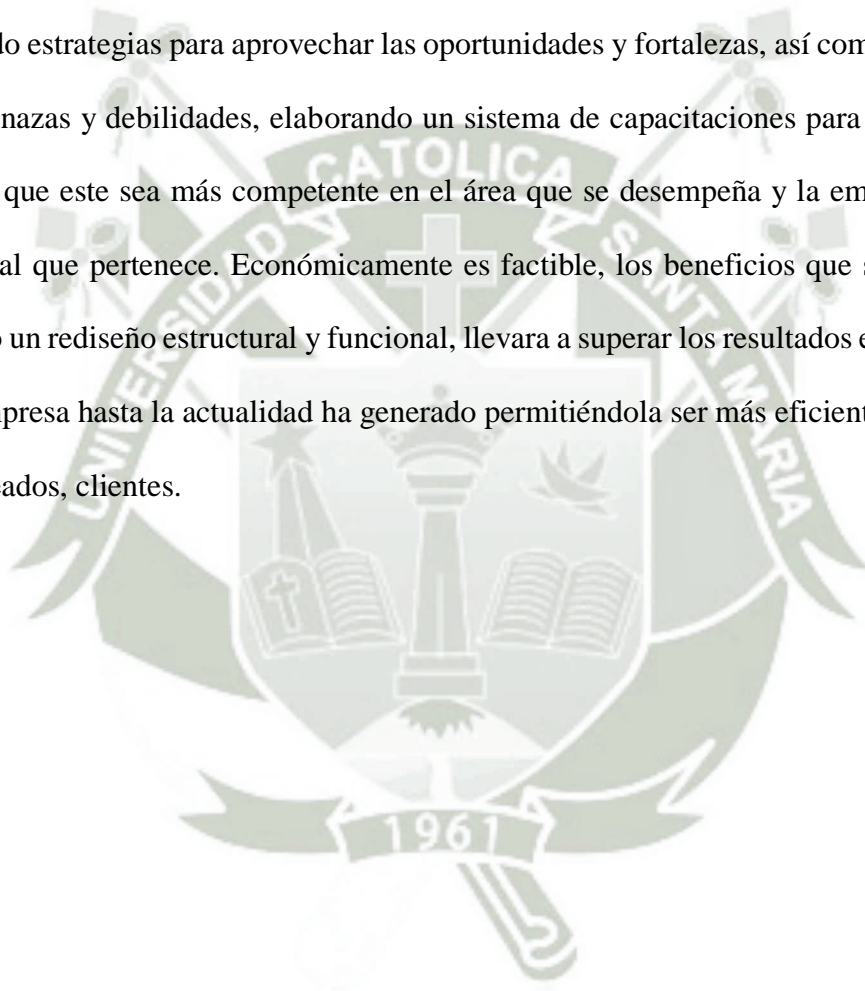 do estrategias para aprovechar las oportunidades y fortalezas, así com
nazas y debilidades, elaborando un sistema de capacitaciones para
que este sea más competente en el área que se desempeña y la em
al que pertenece. Económicamente es factible, los beneficios que s
o un rediseño estructural y funcional, llevara a superar los resultados e
presa hasta la actualidad ha generado permitiéndola ser más eficient
ados, clientes.
UNIVERSIDAD CATOLICA SANTA MARIA
1961